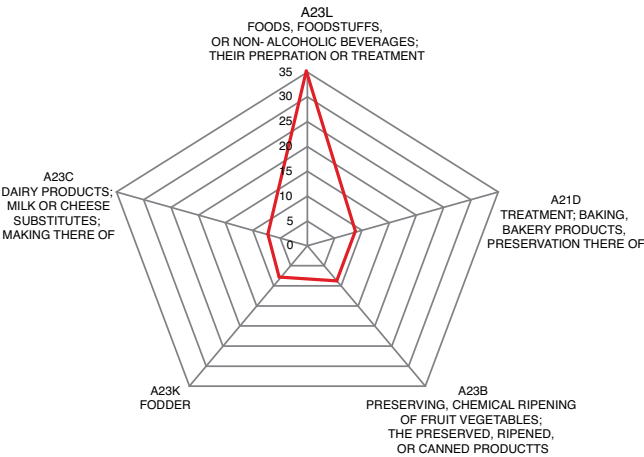 A23L
FOODS, FOODSTUFFS,
OR NON- ALCOHOLIC BEVERAGES;
THEIR PREPRATION OR TREATMENT
35
30
25
20
15
10
5
0
A23C
DAIRY PRODUCTS;
MILK OR CHEESE
SUBSTITUTES;
MAKING THERE OF
A21D
TREATMENT; BAKING,
BAKERY PRODUCTS,
PRESERVATION THERE OF
A23K
FODDER
A23B
PRESERVING, CHEMICAL RIPENING
OF FRUIT VEGETABLES;
THE PRESERVED, RIPENED,
OR CANNED PRODUCTTS